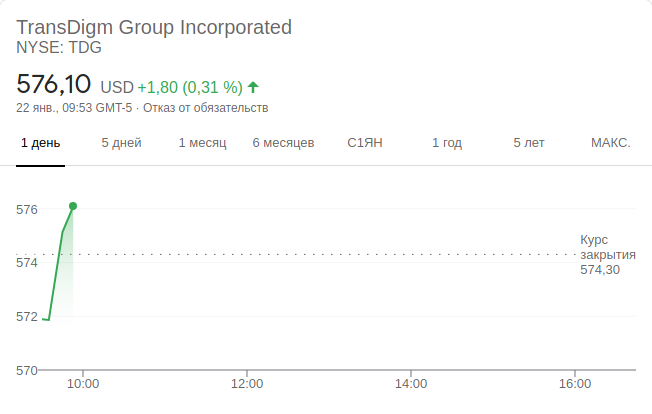 TransDigm Group Incorporated
NYSE: TDG
576,10 USD +1,80 (0,31 %)
22 янв., 09:53 GMT-5 · Отказ от обязательств
1 день 5 дней 1 месяц 6 месяцев С1ЯН 1 год 5 лет МАКС.
576
Курс
закрытия
574,30
574
572
570
10:00 12:00 14:00 16:00